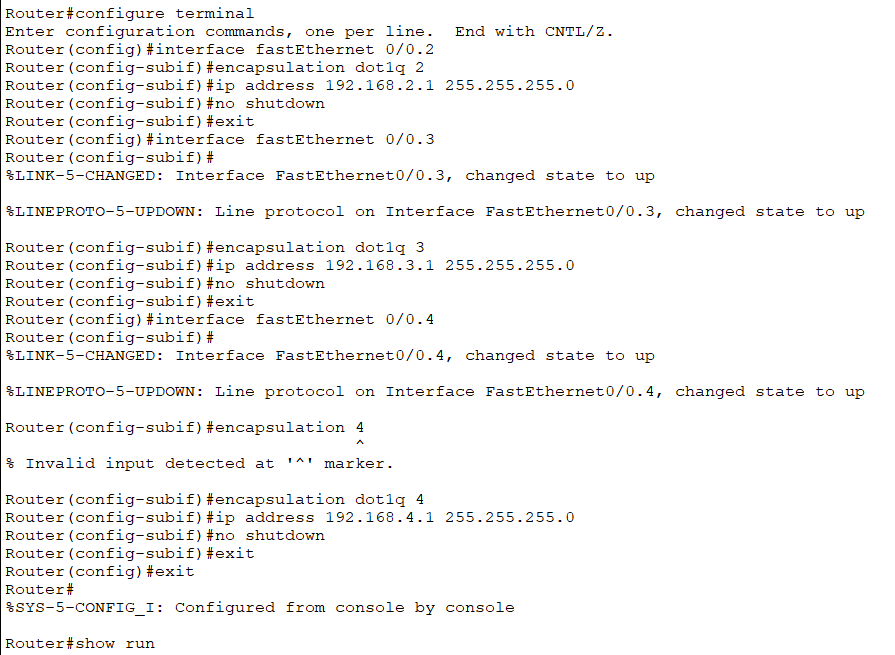 Router#configure terminal
Enter configuration commands, one per line.  End with CNTL/Z.
Router(config)#interface fastEthernet 0/0.2
Router(config-subif)#encapsulation dot1q 2
Router(config-subif)#ip address 192.168.2.1 255.255.255.0
Router(config-subif)#no shutdown
Router(config-subif)#exit
Router(config)#interface fastEthernet 0/0.3
Router(config-subif)#
%LINK-5-CHANGED: Interface FastEthernet0/0.3, changed state to up
%LINEPROTO-5-UPDOWN: Line protocol on Interface FastEthernet0/0.3, changed state to up
Router(config-subif)#encapsulation dot1q 3
Router(config-subif)#ip address 192.168.3.1 255.255.255.0
Router(config-subif)#no shutdown
Router(config-subif)#exit
Router(config)#interface fastEthernet 0/0.4
Router(config-subif)#
%LINK-5-CHANGED: Interface FastEthernet0/0.4, changed state to up
%LINEPROTO-5-UPDOWN: Line protocol on Interface FastEthernet0/0.4, changed state to up
Router(config-subif)#encapsulation 4
^
% Invalid input detected at '^' marker.
Router(config-subif)#encapsulation dot1q 4
Router(config-subif)#ip address 192.168.4.1 255.255.255.0
Router(config-subif)#no shutdown
Router(config-subif)#exit
Router(config)#exit
Router#
%SYS-5-CONFIG_I: Configured from console by console
Router#show run